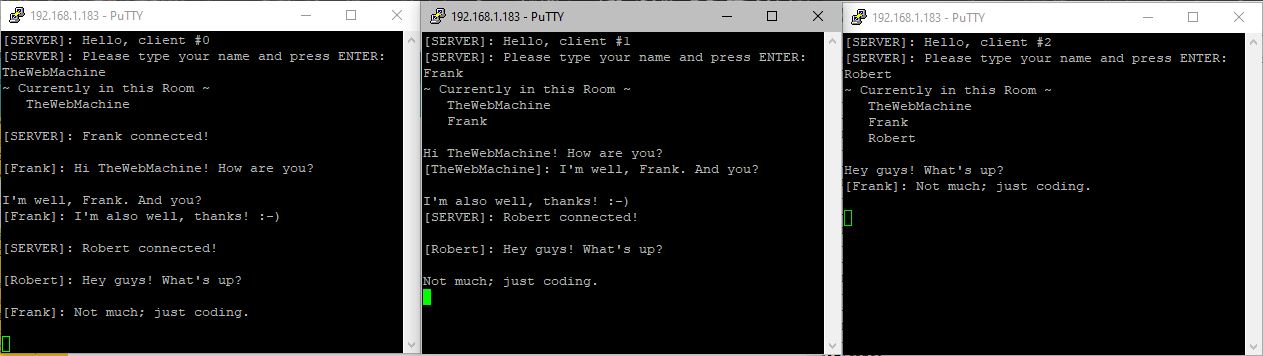 192.168.1.183 - PuTTY
[SERVER]: Hello, client #0
[SERVER]: Please type your name and press ENTER:
TheWebMachine
~ Currently in this Room ~
TheWebMachine
[SERVER]: Frank connected!
[Frank]: Hi TheWebMachine! How are you?
I'm well, Frank. And you?
[Frank]: I'm also well, thanks! :-)
[SERVER]: Robert connected!
[Robert]: Hey guys! What's up?
[Frank]: Not much; just coding.
192.168.1.183 - PuTTY
[SERVER]: Hello, client #1
[SERVER]: Please type your name and press ENTER:
Frank
~ Currently in this Room ~
TheWebMachine
Frank
Hi TheWebMachine! How are you?
[TheWebMachine]: I'm well, Frank. And you?
I'm also well, thanks! :-)
[SERVER]: Robert connected!
[Robert]: Hey guys! What's up?
Not much; just coding.
192.168.1.183 - PuTTY
[SERVER]: Hello, client #2
[SERVER]: Please type your name and press ENTER:
Robert
~ Currently in this Room ~
TheWebMachine
Frank
Robert
Hey guys! What's up?
[Frank]: Not much; just coding.